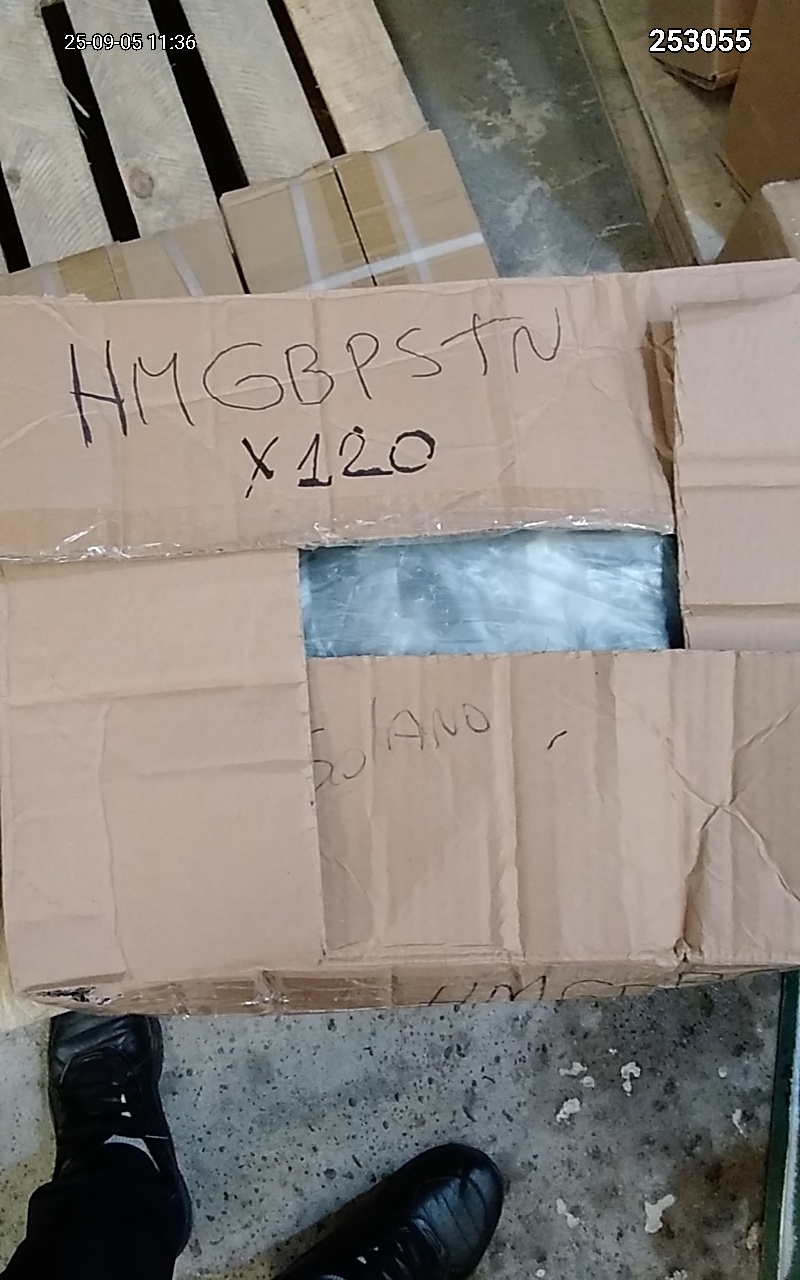 25-09-05 11:36
253055
HMGBPSTN
X120
SolANO